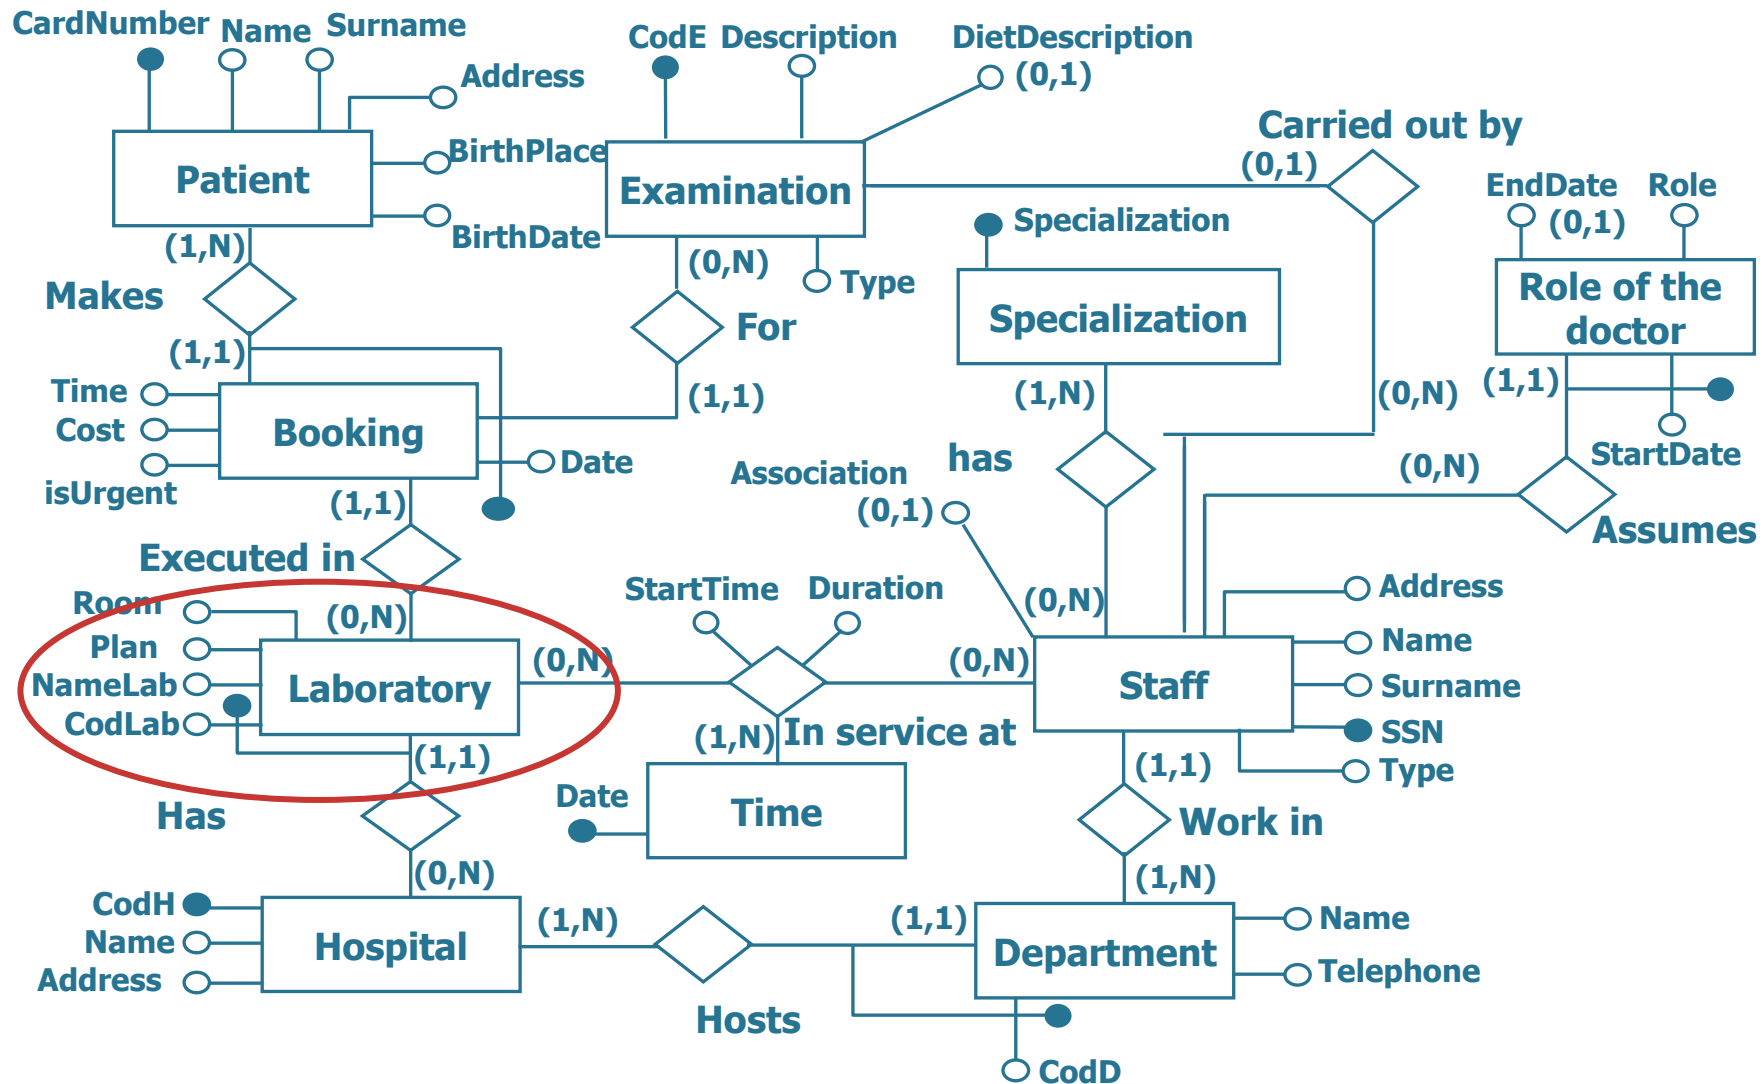 CardNumber
Name
Surname
Address
Patient
BirthPlace
BirthDate
(1,N)
Makes
(1,1)
CodE
Description
DietDescription
(0,1)
Examination
(0,N)
Type
For
(1,1)
Carried out by
(0,1)
(0,N)
Specialization
Specialization
(1,N)
has
(0,N)
EndDate
(0,1)
Role
Role of the
doctor
(1,1)
StartDate
(0,N)
Assumes
Time
Cost
isUrgent
Booking
Date
(1,1)
Executed in
(0,N)
Room
Plan
NameLab
CodLab
Laboratory
(0,N)
(1,1)
Has
(0,N)
StartTime
Duration
(0,N)
In service at
(1,N)
Date
Time
Association
(0,1)
Staff
Address
Name
Surname
SSN
Type
(1,1)
Work in
(1,N)
CodH
Name
Address
Hospital
(1,N)
Hosts
(1,1)
Department
Name
Telephone
CodD